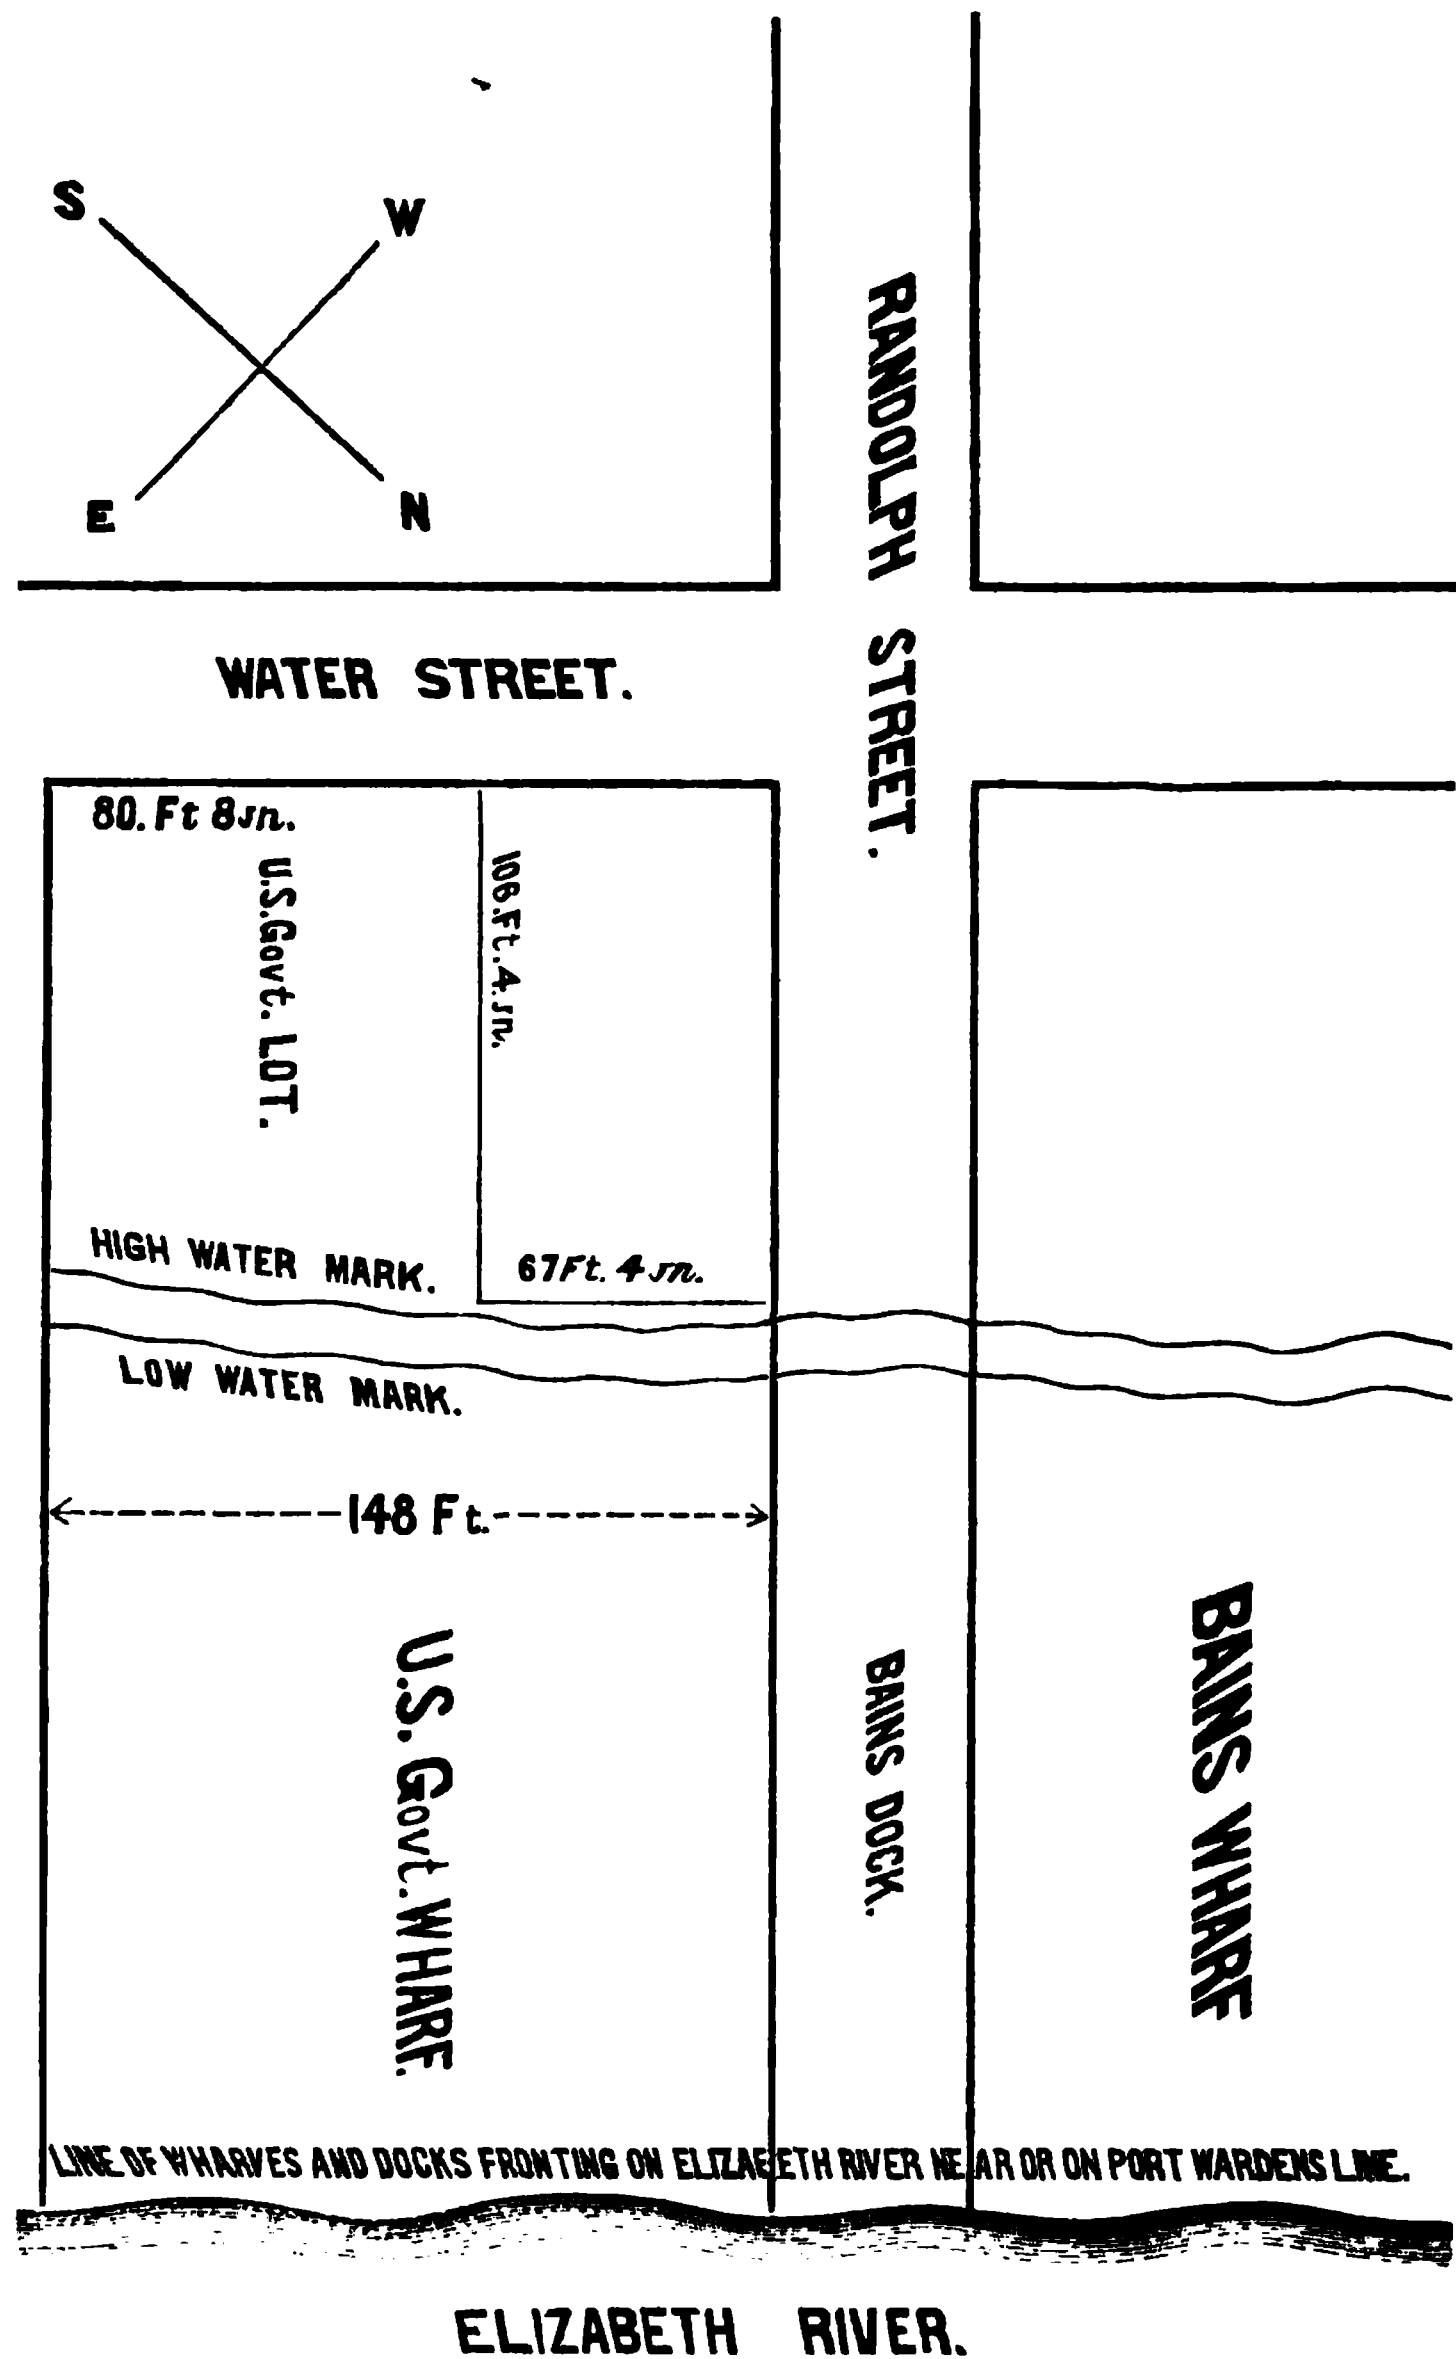 S
W
E
N
RANDOLPH STREET.
WATER STREET.
80. Ft 8 In.
U.S. Govt. LOT.
106. Ft. 4. In.
HIGH WATER MARK.
67 Ft. 4 In.
LOW WATER MARK.
148 Ft.
U.S. Govt. WHARF.
BAINS DOCK.
BAINS WHARF
LINE OF WHARVES AND DOCKS FRONTING ON ELIZABETH RIVER NEAR OR ON PORT WARDENS LINE.
ELIZABETH RIVER.